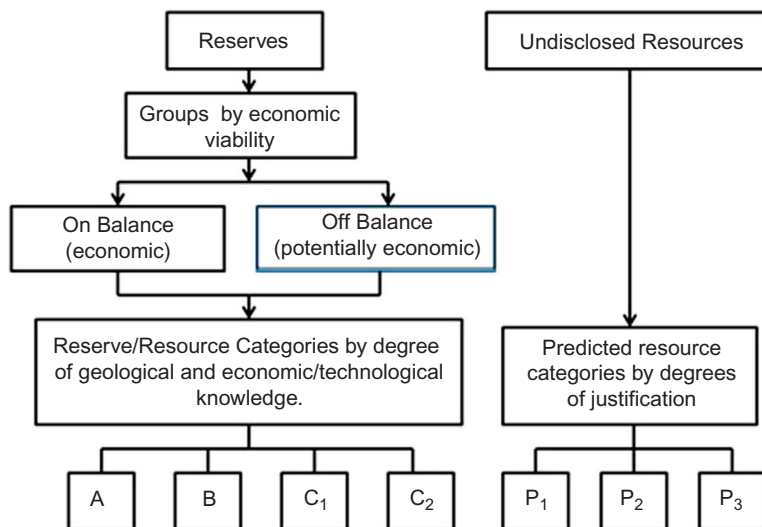 Reserves
Undisclosed Resources
Groups by economic
viability
On Balance
(economic)
Off Balance
(potentially economic)
Reserve/Resource Categories by degree
of geological and economic/technological
knowledge.
Predicted resource
categories by degrees
of justification
A
B
C₁
C₂
P₁
P₂
P₃